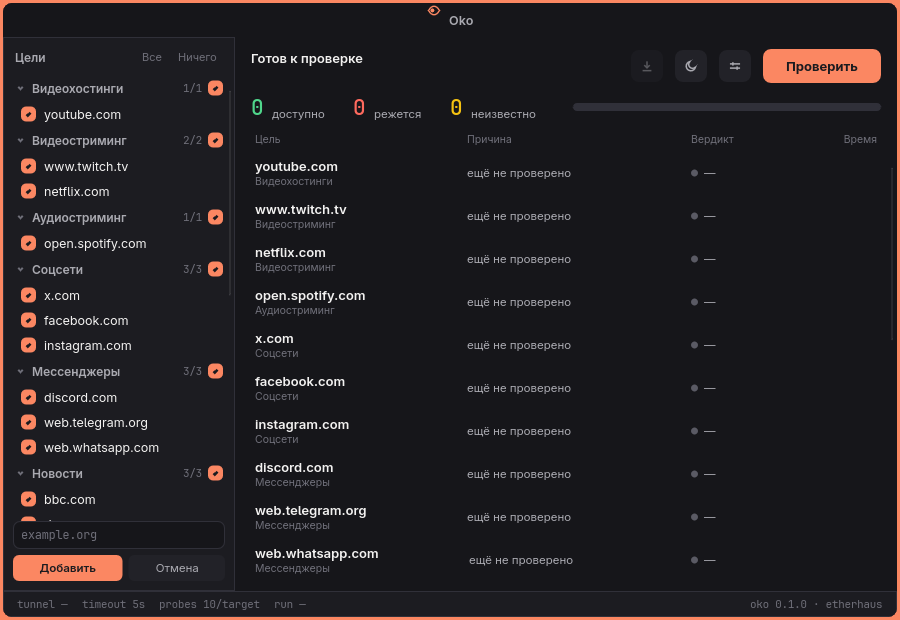 Oko
Цели Все Ничего
Видеохостинги 1/1
youtube.com
Видеостриминг 2/2
www.twitch.tv
netflix.com
Аудиостриминг 1/1
open.spotify.com
Соцсети 3/3
x.com
facebook.com
instagram.com
Мессенджеры 3/3
discord.com
web.telegram.org
web.whatsapp.com
Новости 3/3
bbc.com
example.org
Добавить Отмена
Готов к проверке
Проверить
0 доступно 0 режется 0 неизвестно
Цель Причина Вердикт Время
youtube.com
Видеохостинги
ещё не проверено —
www.twitch.tv
Видеостриминг
ещё не проверено —
netflix.com
Видеостриминг
ещё не проверено —
open.spotify.com
Аудиостриминг
ещё не проверено —
x.com
Соцсети
ещё не проверено —
facebook.com
Соцсети
ещё не проверено —
instagram.com
Соцсети
ещё не проверено —
discord.com
Мессенджеры
ещё не проверено —
web.telegram.org
Мессенджеры
ещё не проверено —
web.whatsapp.com
Мессенджеры
ещё не проверено —
tunnel — timeout 5s probes 10/target run —
oko 0.1.0 · etherhaus